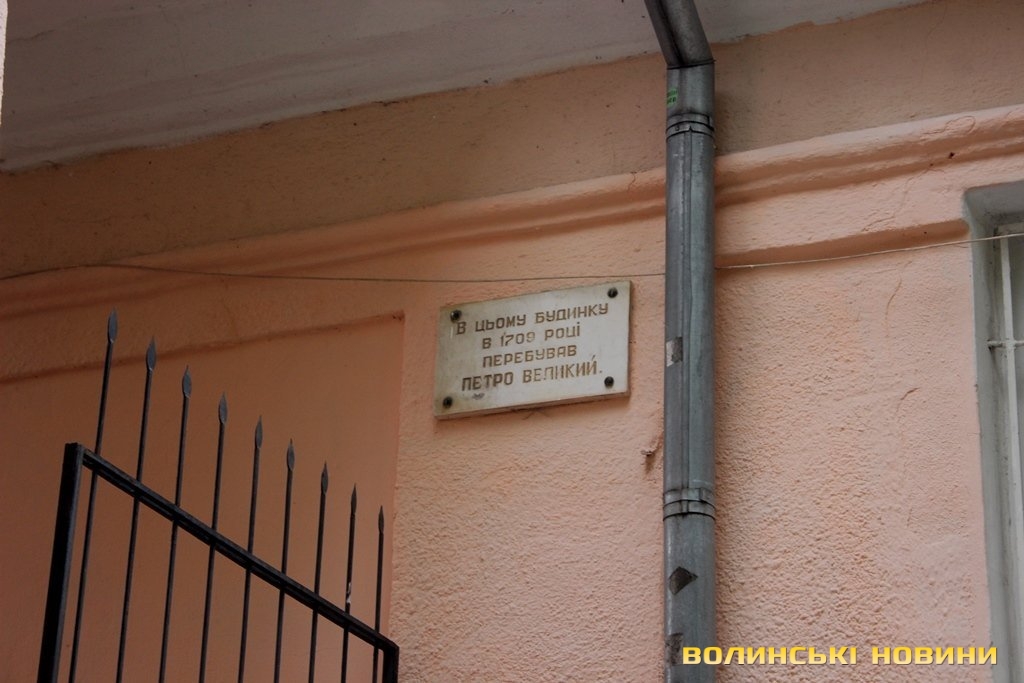 В ЦЬОМУ БУДИНКУ
В 1709 РОЦІ
ПЕРЕБУВАВ
ПЕТРО ВЕЛИКИЙ.
ВОЛИНСЬКІ НОВИНИ